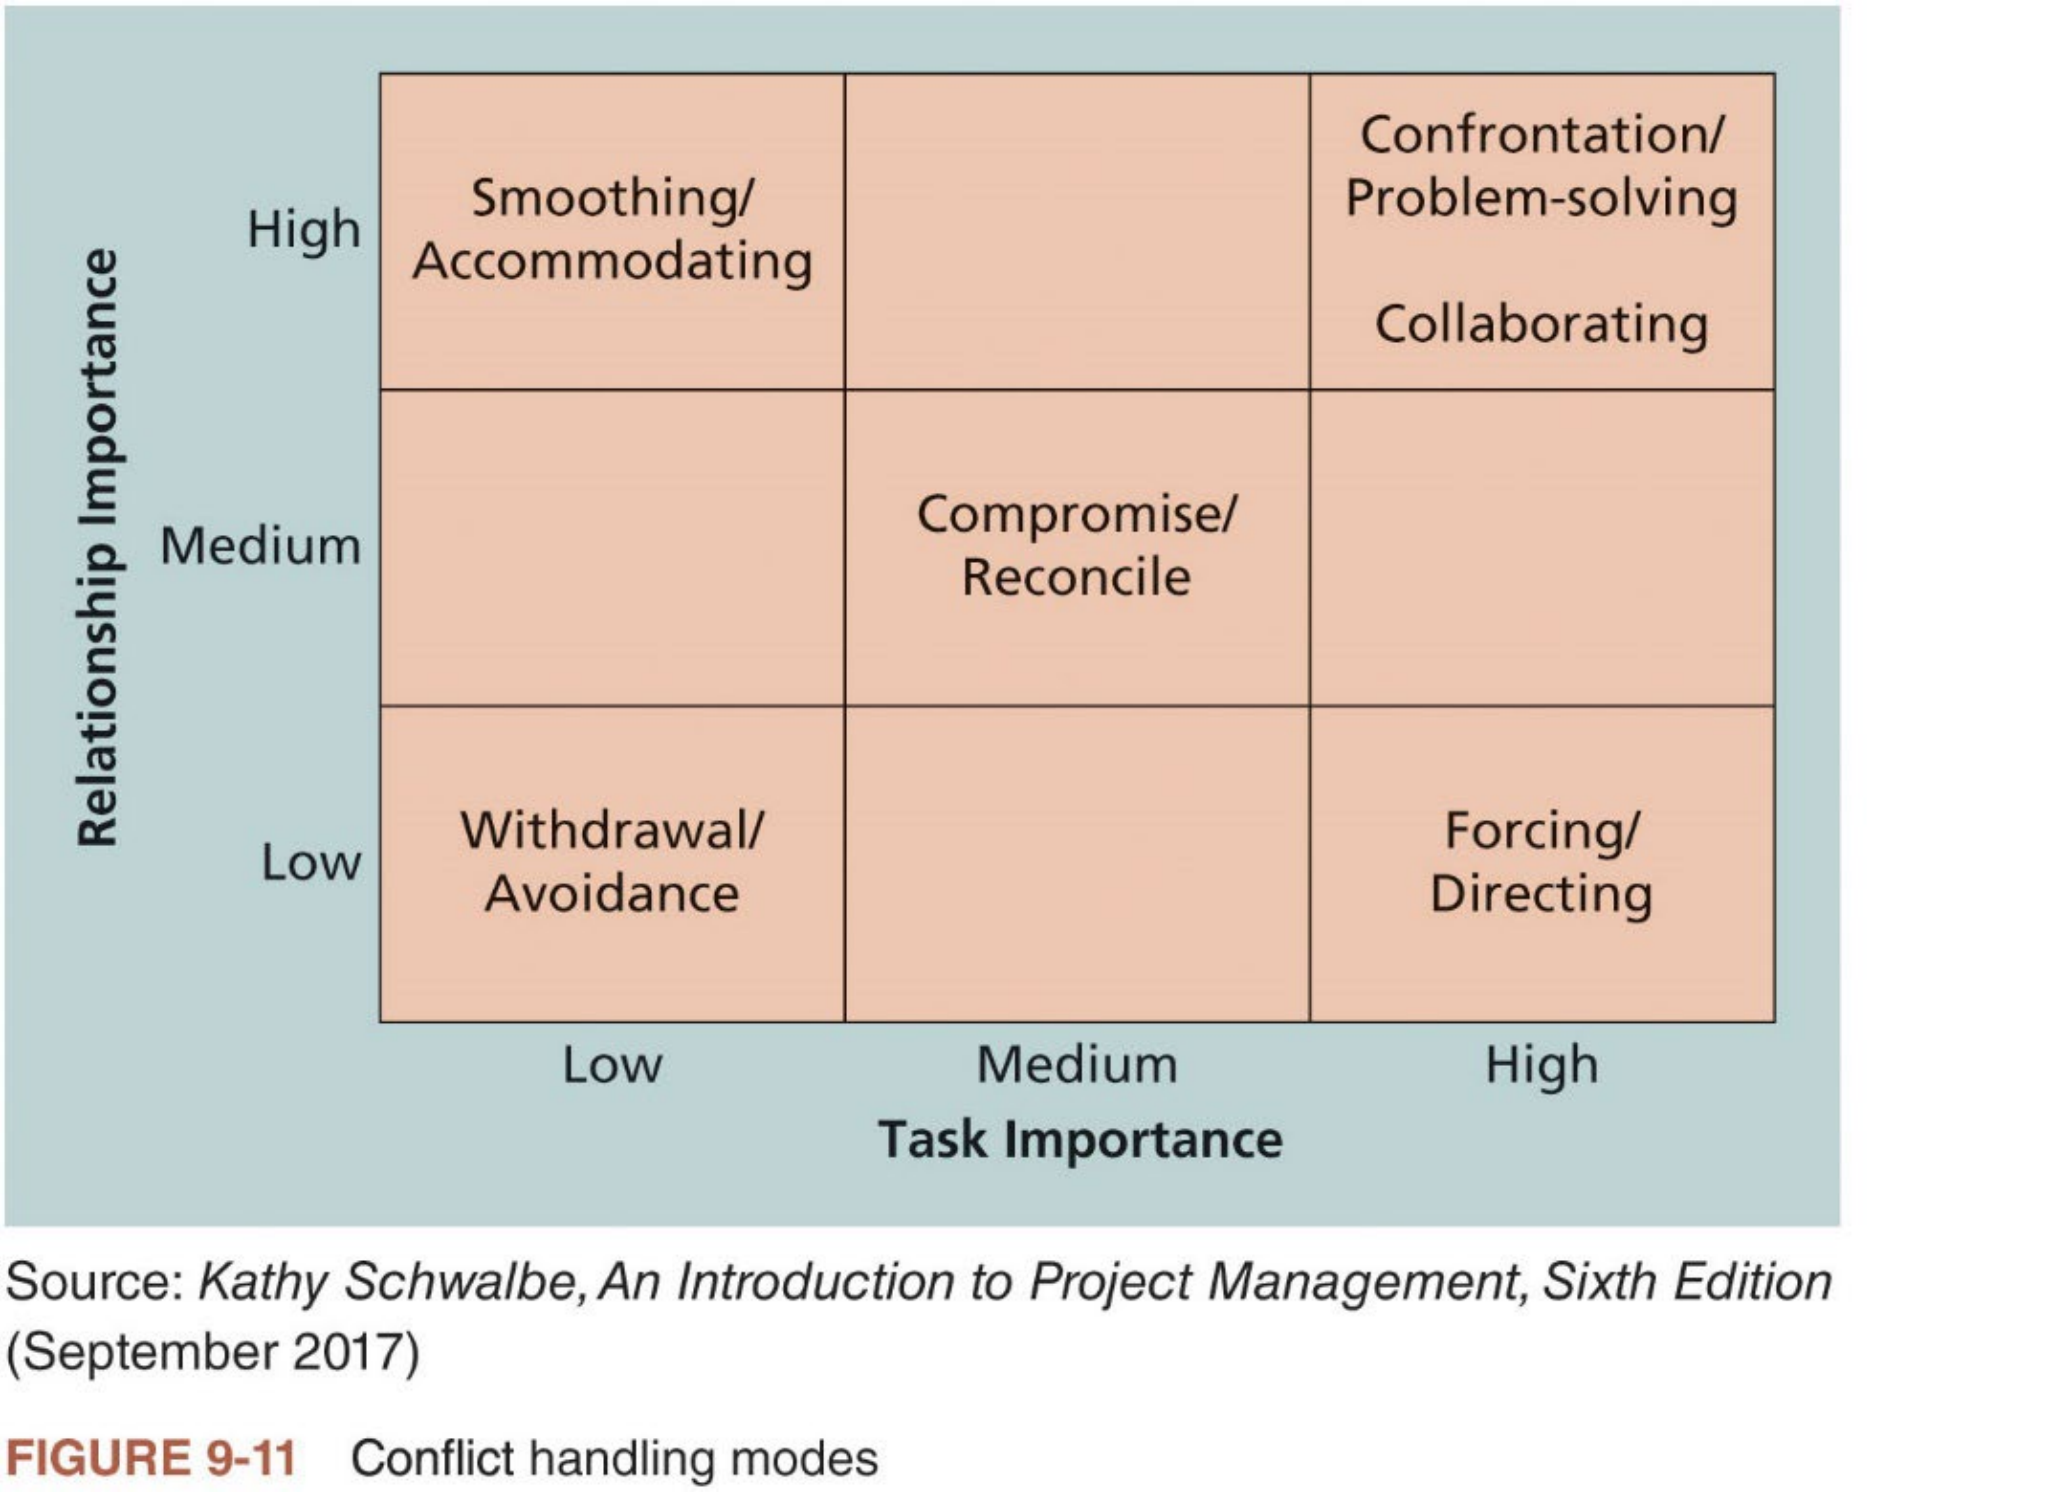 Relationship Importance
High
Smoothing/
Accommodating
Confrontation/
Problem-solving
Collaborating
Medium
Compromise/
Reconcile
Low
Withdrawal/
Avoidance
Forcing/
Directing
Low
Medium
High
Task Importance
Source: Kathy Schwalbe, An Introduction to Project Management, Sixth Edition
(September 2017)
FIGURE 9-11 Conflict handling modes